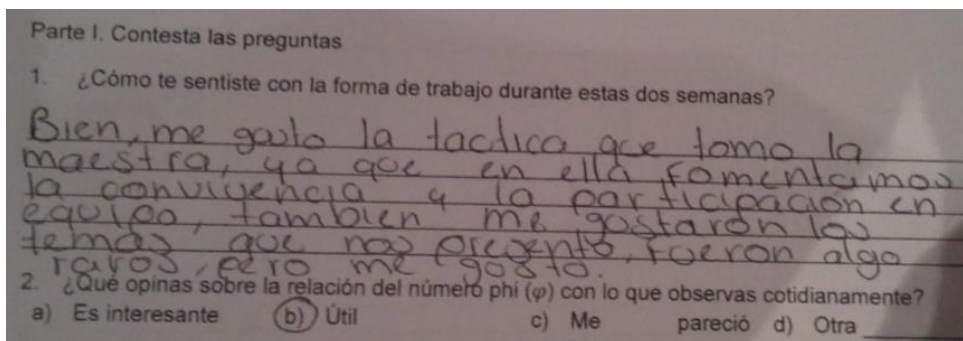 Parte I. Contesta las preguntas
1. ¿Cómo te sentiste con la forma de trabajo durante estas dos semanas?
Bien, me gusto la tactica que tomo la
maestra, ya que en ella fomentamos
la convivencia y la participación en
equipo, tambien me gustarón los
temas que nos presentó, fueron algo
raros, pero me gosto.
2. ¿Qué opinas sobre la relación del número phi (φ) con lo que observas cotidianamente?
a) Es interesante b) Útil c) Me pareció d) Otra